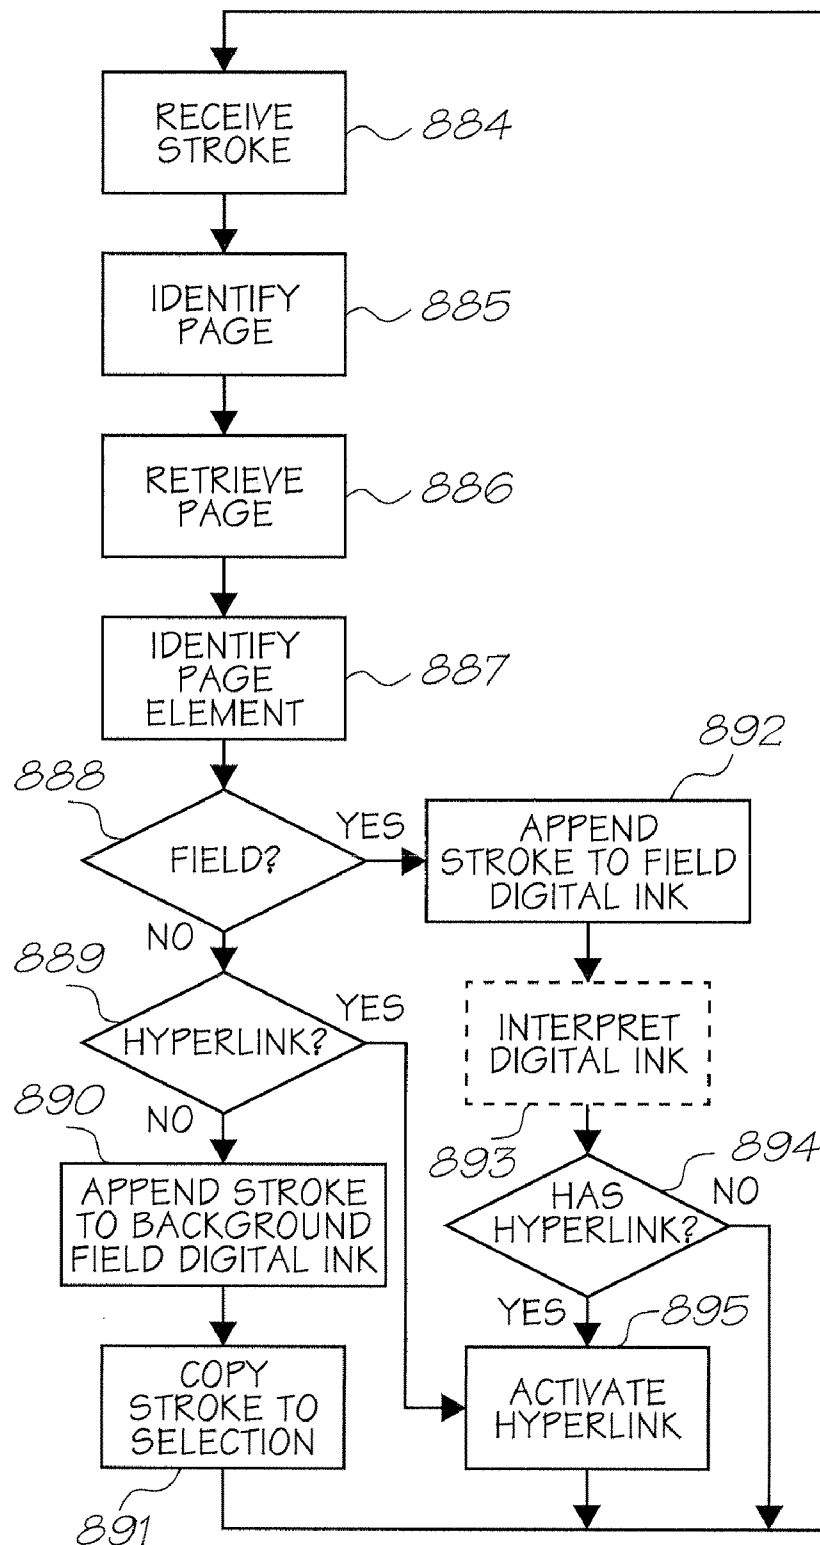 RECEIVE
STROKE
884
IDENTIFY
PAGE
885
RETRIEVE
PAGE
886
IDENTIFY
PAGE
ELEMENT
887
888
FIELD?
YES
NO
892
APPEND
STROKE TO FIELD
DIGITAL INK
889
HYPERLINK?
YES
NO
INTERPRET
DIGITAL INK
893
890
APPEND STROKE
TO BACKGROUND
FIELD DIGITAL INK
894
HAS
HYPERLINK?
NO
YES
895
COPY
STROKE TO
SELECTION
891
ACTIVATE
HYPERLINK